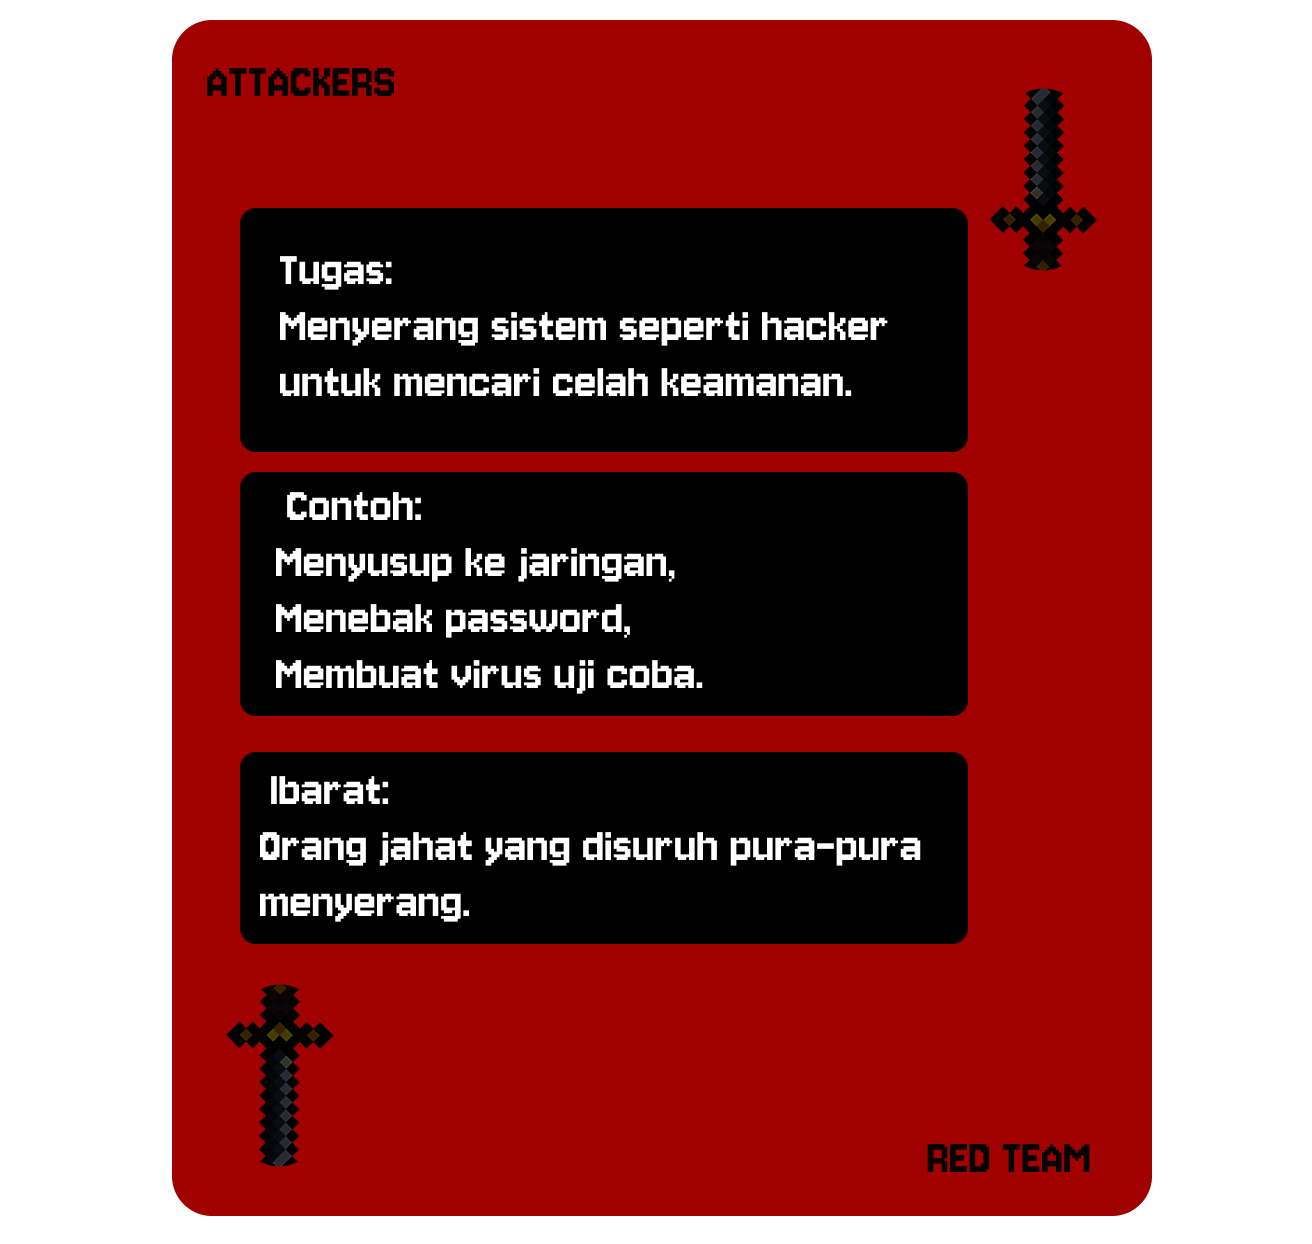 ATTACKERS
Tugas:
Menyerang sistem seperti hacker
untuk mencari celah keamanan.
Contoh:
Menyusup ke jaringan,
Menebak password,
Membuat virus uji coba.
Ibarat:
Orang jahat yang disuruh pura-pura
menyerang.
RED TEAM